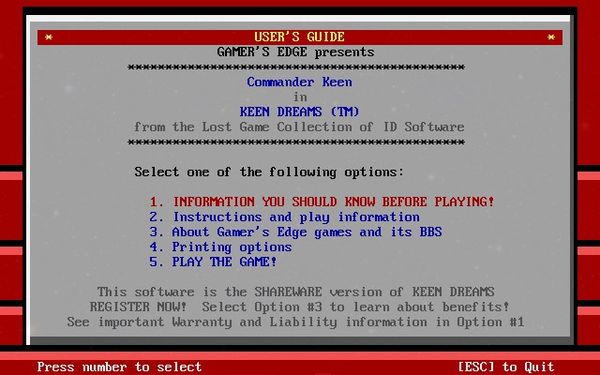 * USER'S GUIDE *
GAMER'S EDGE presents
*****************************************
Commander Keen
in
KEEN DREAMS (TM)
from the Lost Game Collection of ID Software
*****************************************
Select one of the following options:
1. INFORMATION YOU SHOULD KNOW BEFORE PLAYING!
2. Instructions and play information
3. About Gamer's Edge games and its BBS
4. Printing options
5. PLAY THE GAME!
This software is the SHAREWARE version of KEEN DREAMS
REGISTER NOW! Select Option #3 to learn about benefits!
See important Warranty and Liability information in Option #1
Press number to select [ESC] to Quit